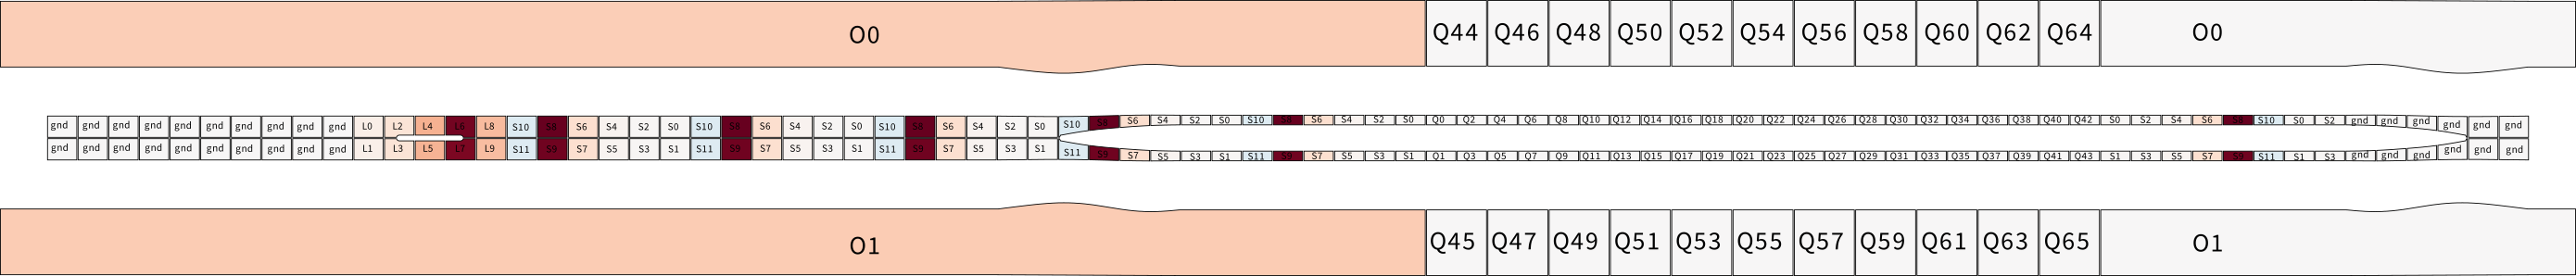 O0 Q44 Q46 Q48 Q50 Q52 Q54 Q56 Q58 Q60 Q62 Q64 O0
gnd gnd gnd gnd gnd gnd gnd gnd gnd gnd L0 L2 L4 L6 L8 S10 S8 S6 S4 S2 S0 S10 S8 S6 S4 S2 S0 S10 S8 S6 S4 S2 S0 S10 S8 S6 S4 S2 S0 S10 S8 S6 S4 S2 S0 Q0 Q2 Q4 Q6 Q8 Q10 Q12 Q14 Q16 Q18 Q20 Q22 Q24 Q26 Q28 Q30 Q32 Q34 Q36 Q38 Q40 Q42 S0 S2 S4 S6 S8 S10 S0 S2 gnd gnd gnd gnd gnd gnd
gnd gnd gnd gnd gnd gnd gnd gnd gnd gnd L1 L3 L5 L7 L9 S11 S9 S7 S5 S3 S1 S11 S9 S7 S5 S3 S1 S11 S9 S7 S5 S3 S1 S11 S9 S7 S5 S3 S1 S11 S9 S7 S5 S3 S1 Q1 Q3 Q5 Q7 Q9 Q11 Q13 Q15 Q17 Q19 Q21 Q23 Q25 Q27 Q29 Q31 Q33 Q35 Q37 Q39 Q41 Q43 S1 S3 S5 S7 S9 S11 S1 S3 gnd gnd gnd gnd gnd gnd
O1 Q45 Q47 Q49 Q51 Q53 Q55 Q57 Q59 Q61 Q63 Q65 O1